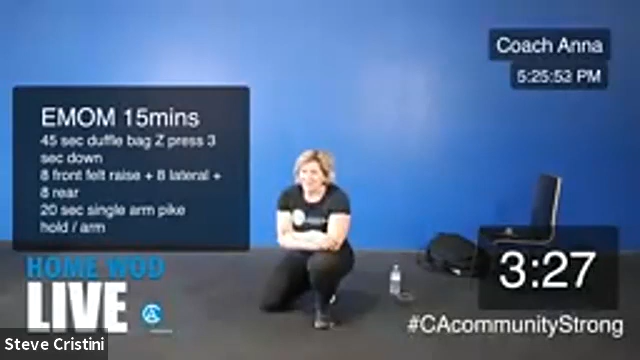 Coach Anna
5:25:53 PM
EMOM 15mins
45 sec duffle bag Z press 3
sec down
8 front felt raise + 8 lateral +
8 rear
20 sec single arm pike
hold / arm
3:27
HOME WOD
LIVE
CA
#CAcommunityStrong
Steve Cristini